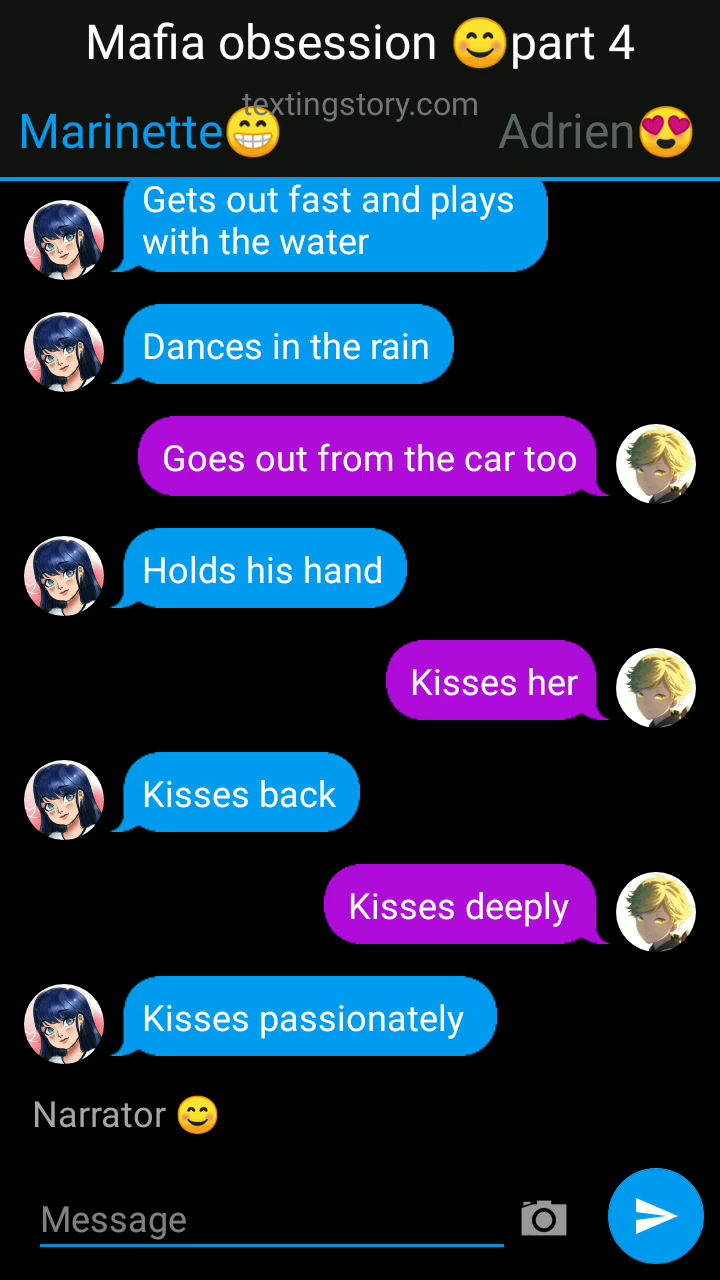 Mafia obsession 😊part 4
textingstory.com
Marinette😁
Adrien😍
Gets out fast and plays
with the water
Dances in the rain
Goes out from the car too
Holds his hand
Kisses her
Kisses back
Kisses deeply
Kisses passionately
Narrator 😊
Message